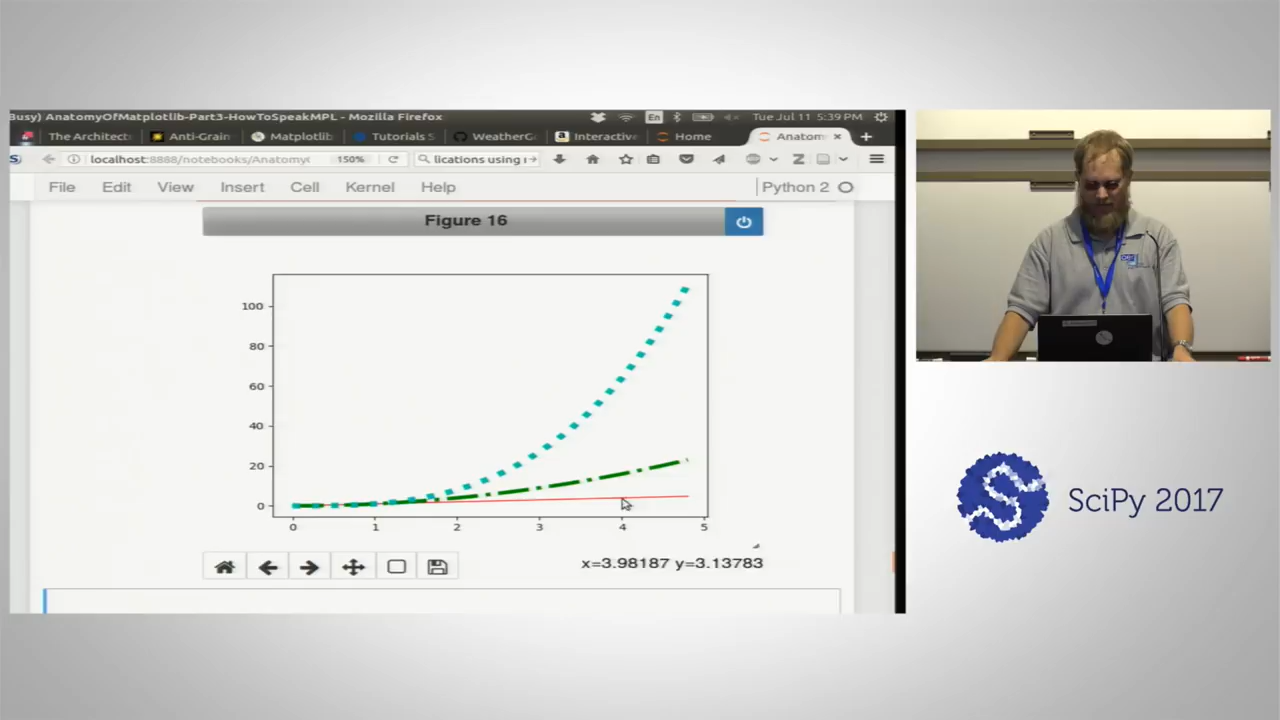 Busy) AnatomyOfMatplotlib-Part3-HowToSpeakMPL - Mozilla Firefox En Tue Jul 11 5:39 PM
The Architect Anti-Grain Matplotlib Tutorials S WeatherG Interactive Home Anatomy
localhost:8888/notebooks/Anatomy 150% lications using
File Edit View Insert Cell Kernel Help Python 2
Figure 16
100
80
60
40
20
0
0 1 2 3 4 5
x=3.98187 y=3.13783
SciPy 2017